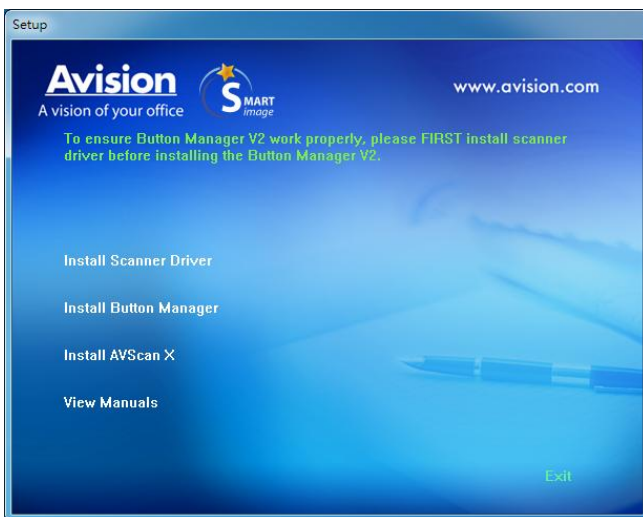 Setup
Avision
A vision of your office
SMART
image
www.avision.com
To ensure Button Manager V2 work properly, please FIRST install scanner
driver before installing the Button Manager V2.
Install Scanner Driver
Install Button Manager
Install AVScan X
View Manuals
Exit